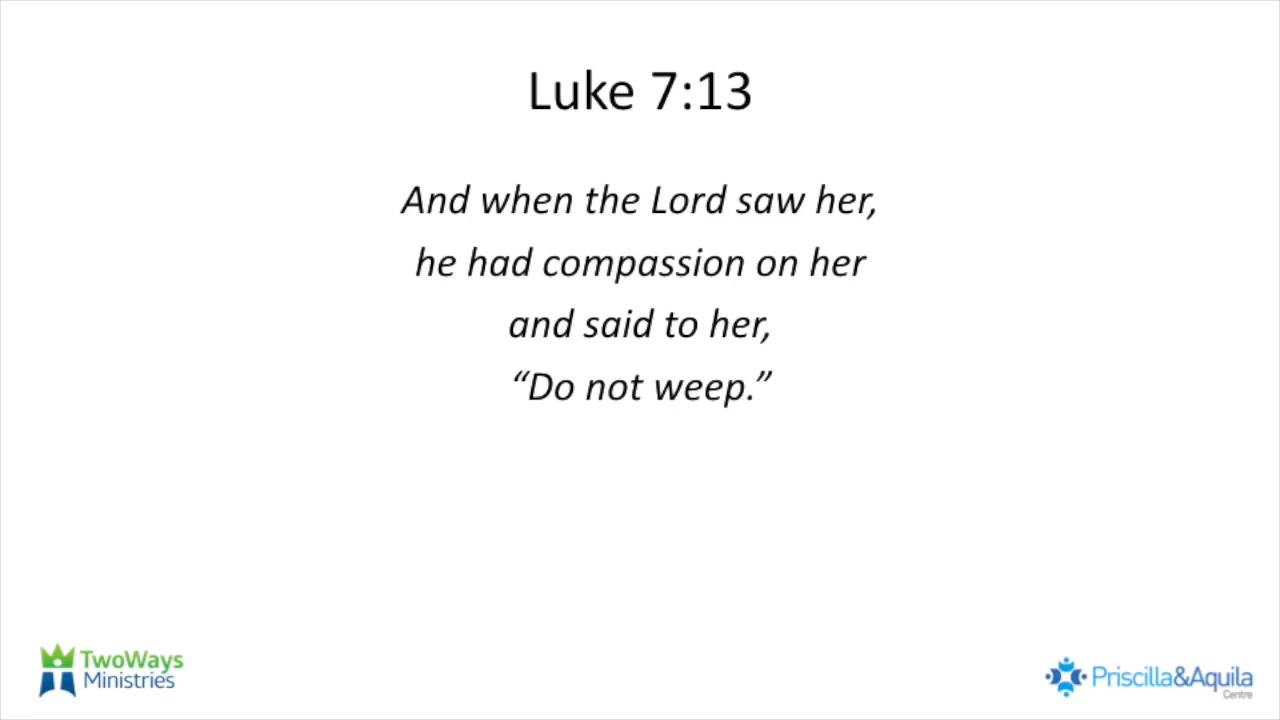 Luke 7:13
And when the Lord saw her,
he had compassion on her
and said to her,
“Do not weep.”
TwoWays
Ministries
Priscilla&Aquila
Centre